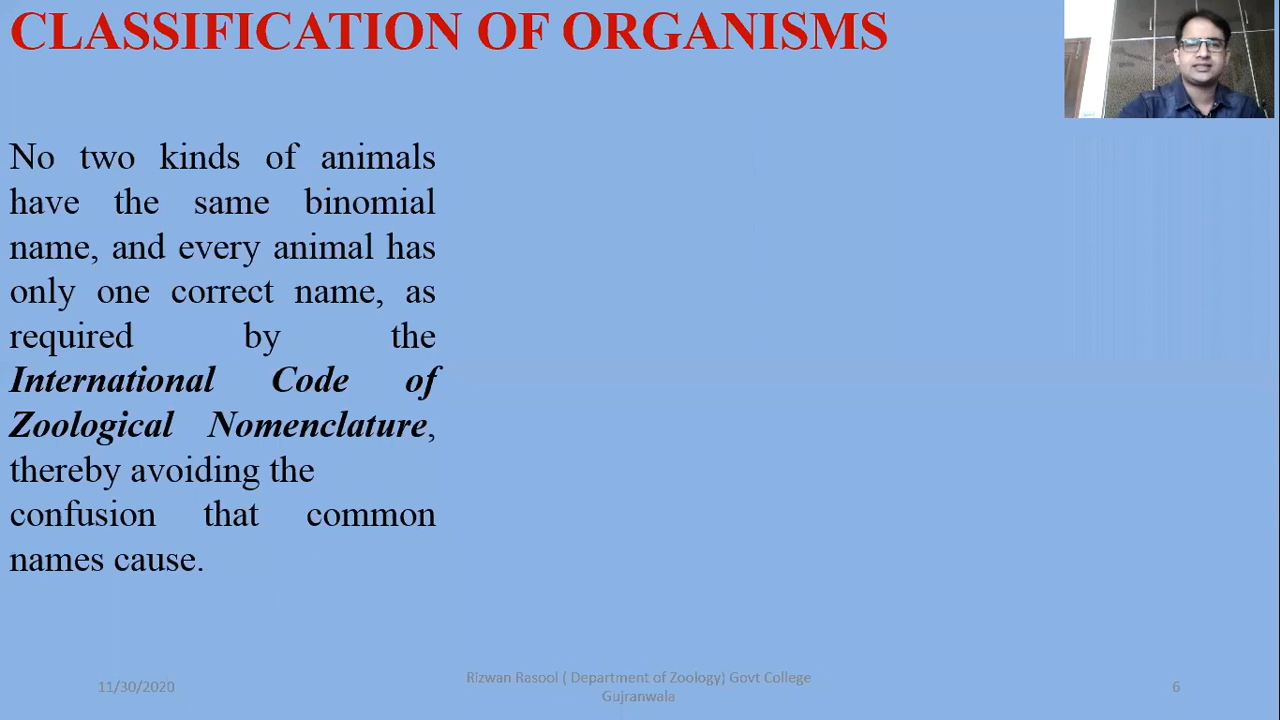 CLASSIFICATION OF ORGANISMS
No two kinds of animals
have the same binomial
name, and every animal has
only one correct name, as
required by the
International Code of
Zoological Nomenclature,
thereby avoiding the
confusion that common
names cause.
11/30/2020
Rizwan Rasool ( Department of Zoology) Govt College
Gujranwala
6